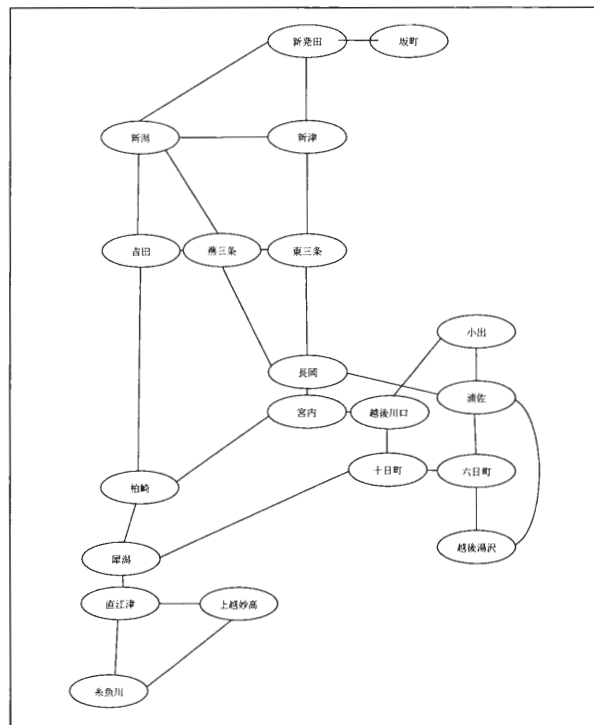 新発田
坂町
新潟
新津
吉田
燕三条
東三条
小出
長岡
浦佐
宮内
越後川口
十日町
六日町
柏崎
越後湯沢
犀潟
直江津
上越妙高
糸魚川